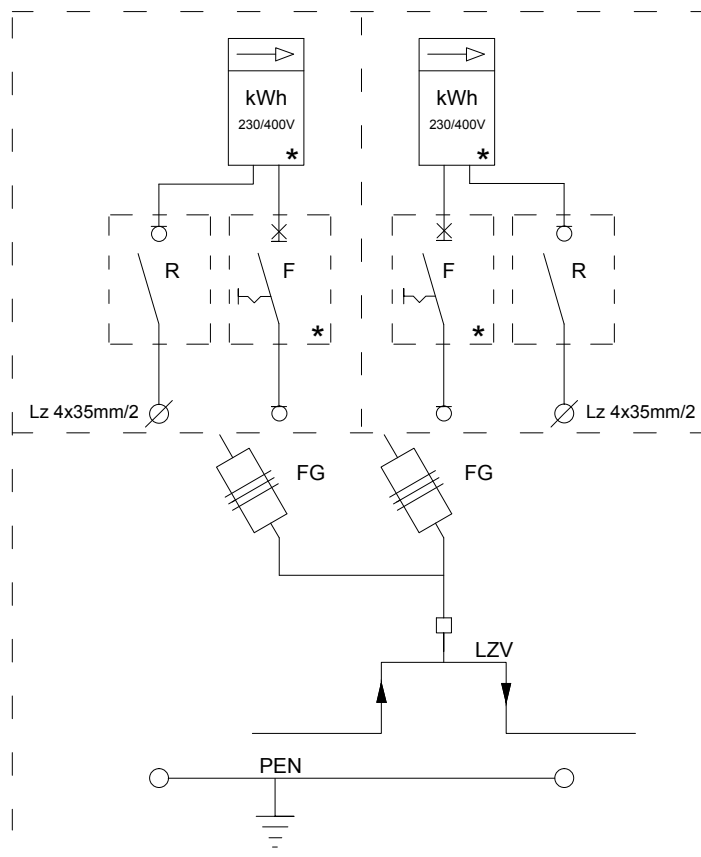 kWh kWh
230/400V 230/400V
* *
R F F R
* *
Lz 4x35mm/2 Lz 4x35mm/2
FG FG
LZV
PEN